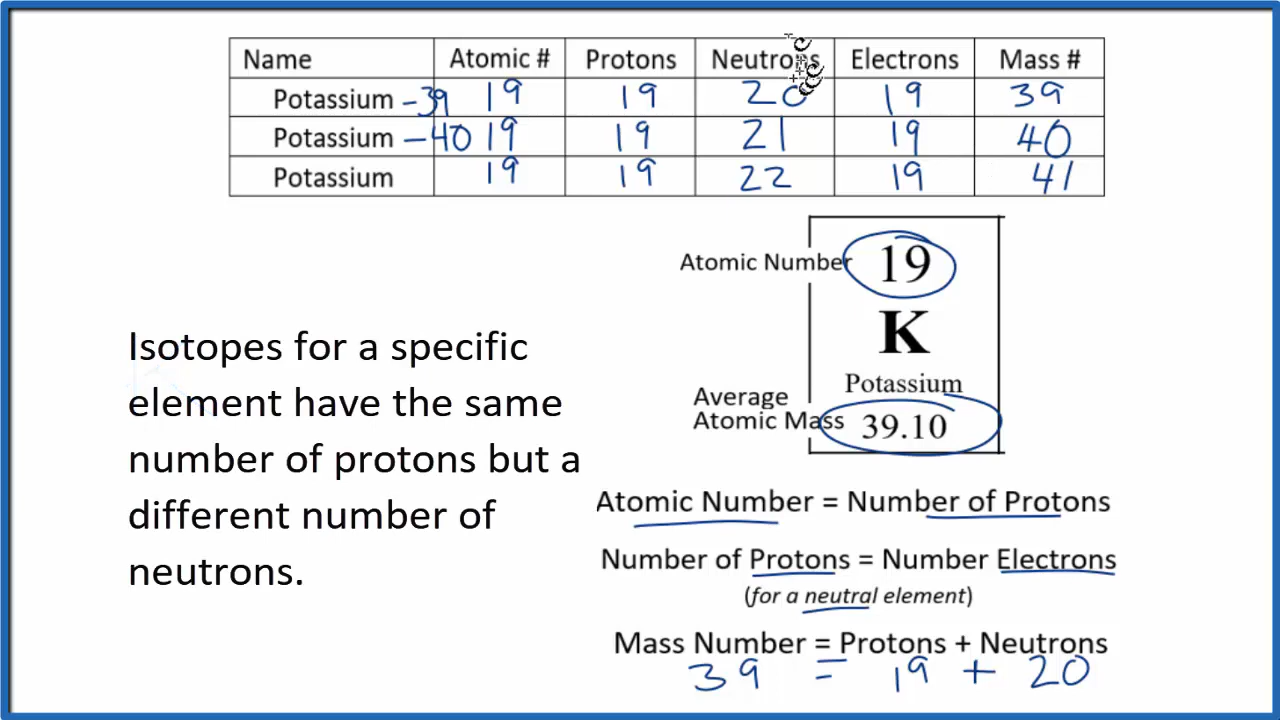 Name Atomic # Protons Neutrons Electrons Mass #
Potassium -39 19 19 20 19 39
Potassium -40 19 19 21 19 40
Potassium 19 19 22 19 41
Atomic Number 19
K
Potassium
Average
Atomic Mass 39.10
Isotopes for a specific
element have the same
number of protons but a
different number of
neutrons.
Atomic Number = Number of Protons
Number of Protons = Number Electrons
(for a neutral element)
Mass Number = Protons + Neutrons
39 = 19 + 20